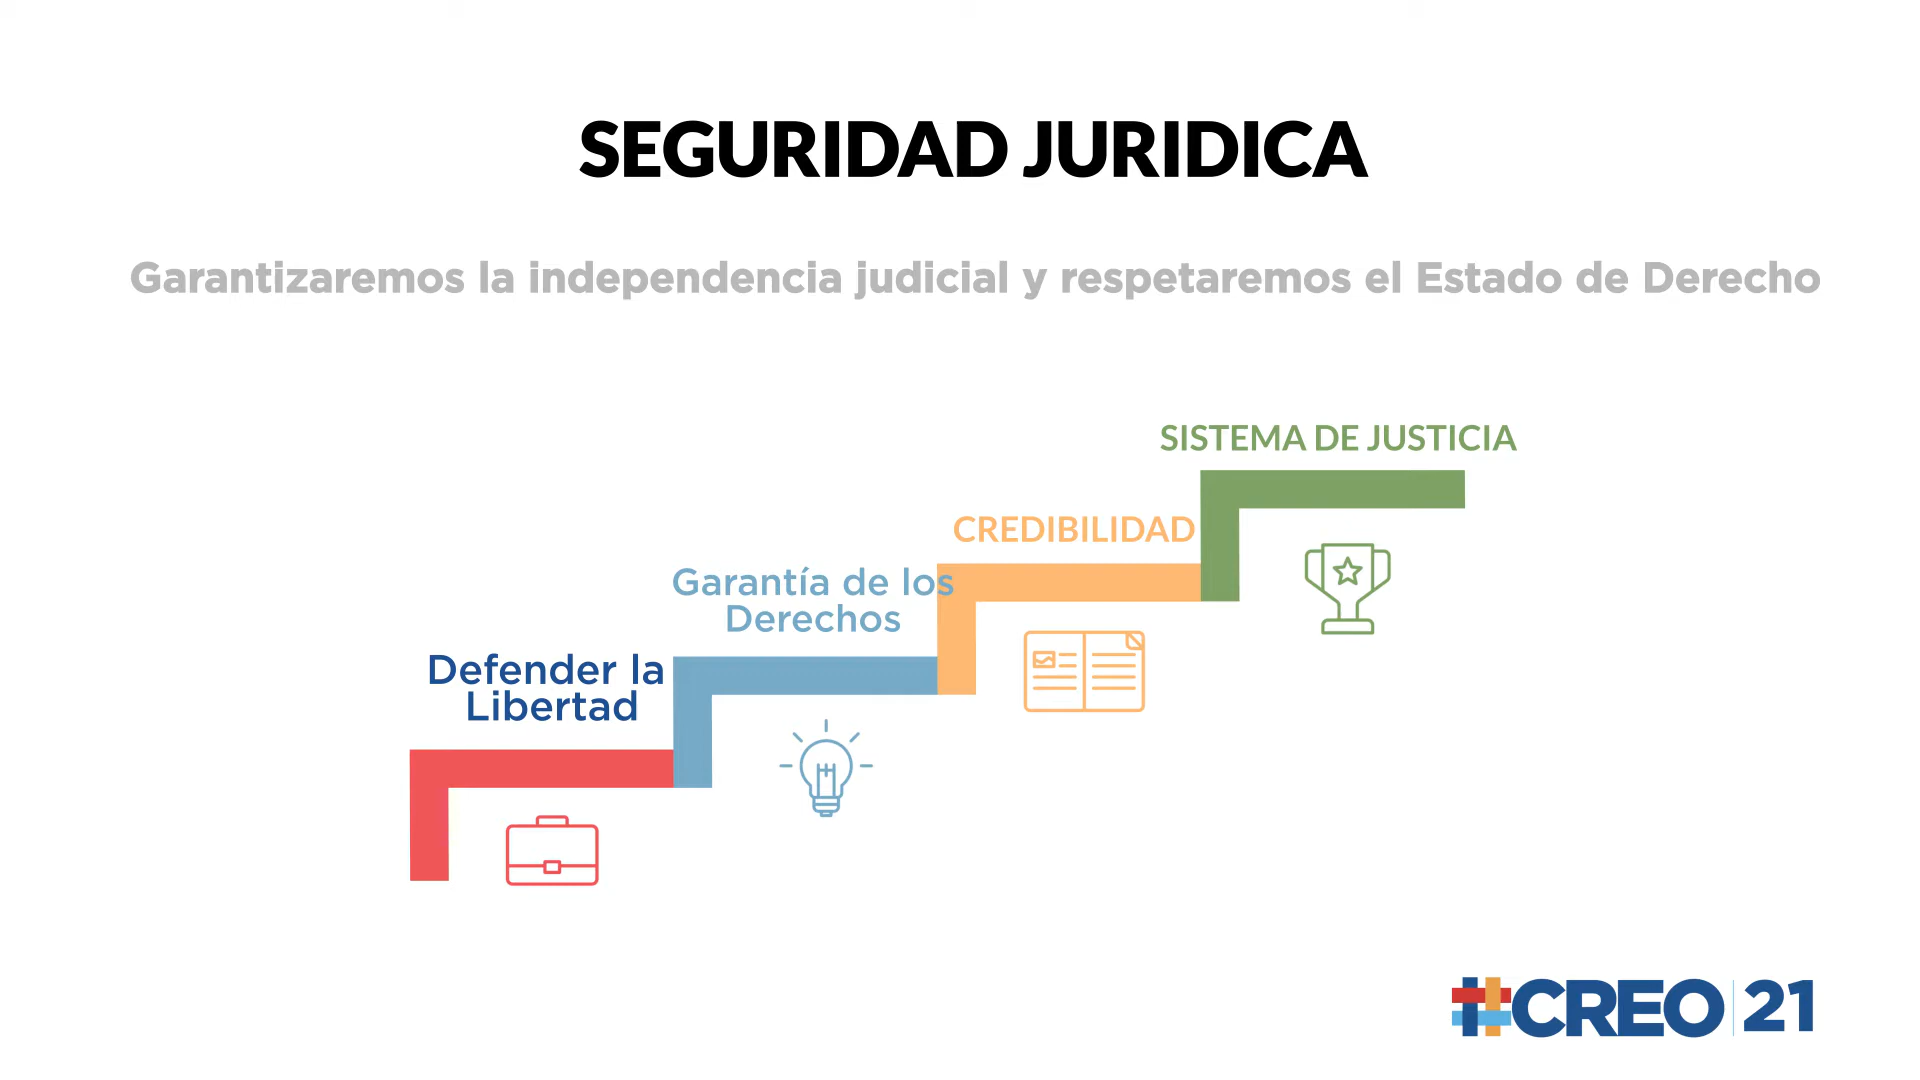 SEGURIDAD JURIDICA
Garantizaremos la independencia judicial y respetaremos el Estado de Derecho
SISTEMA DE JUSTICIA
CREDIBILIDAD
Garantía de los
Derechos
Defender la
Libertad
#CREO 21